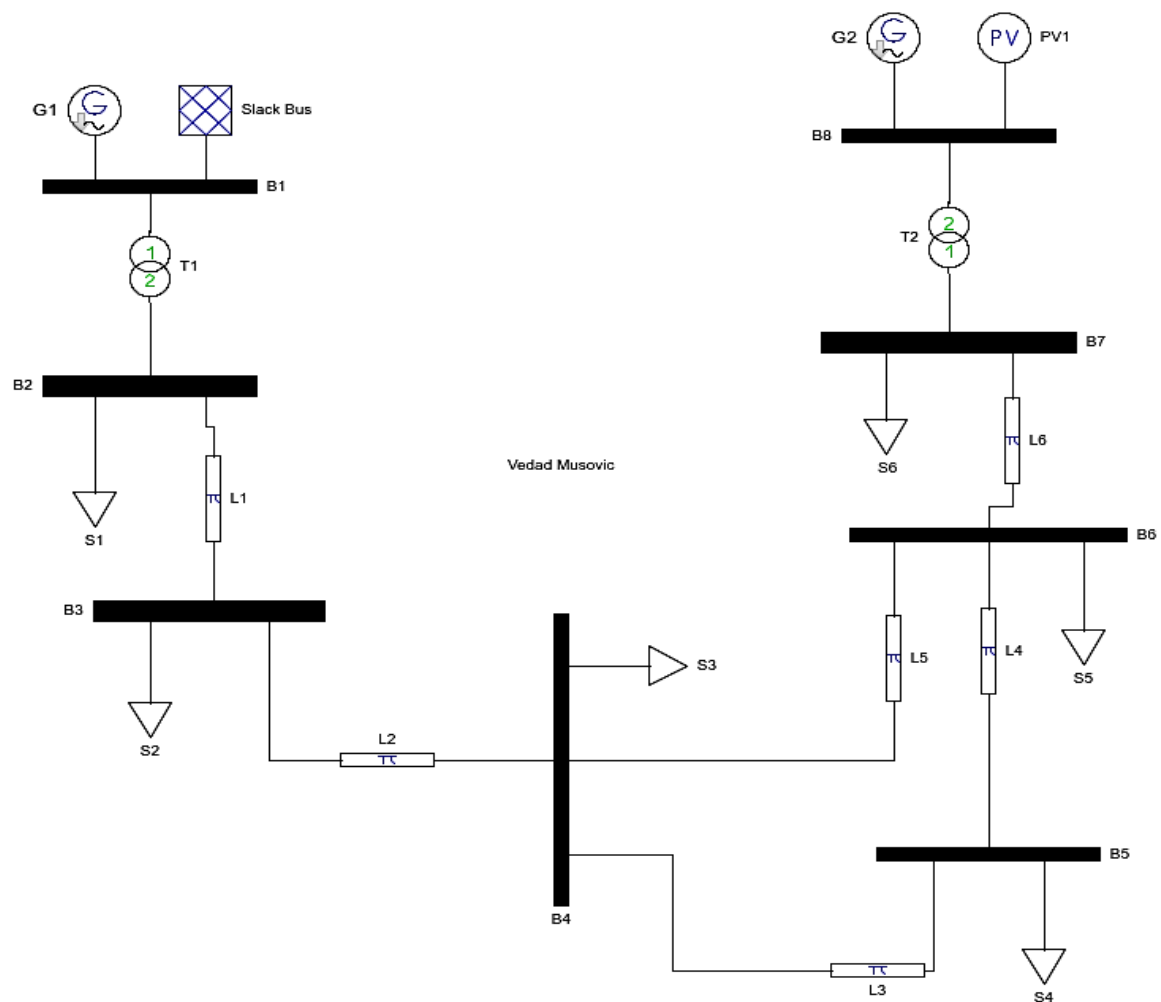 G2
G
PV
PV1
G1
G
Slack Bus
B8
B1
T1
1
2
T2
2
1
B2
B7
S1
L1
Vedad Musovic
S6
L6
B6
B3
S2
S3
L5
L4
S5
L2
B4
B5
L3
S4
π
π
π
π
π
π